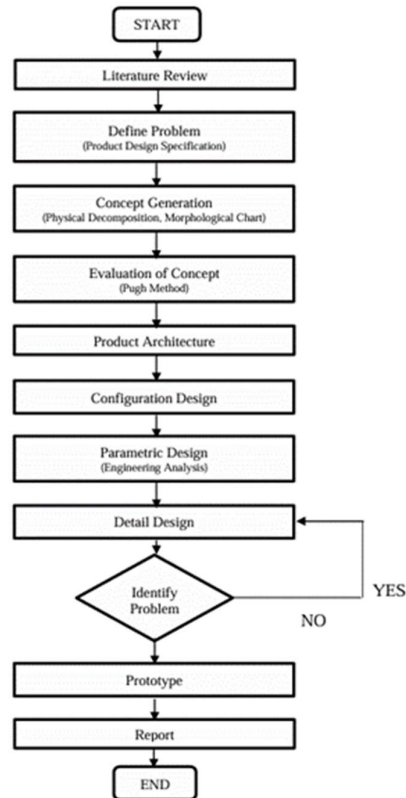 START
Literature Review
Define Problem
(Product Design Specification)
Concept Generation
(Physical Decomposition, Morphological Chart)
Evaluation of Concept
(Pugh Method)
Product Architecture
Configuration Design
Parametric Design
(Engineering Analysis)
Detail Design
Identify
Problem
YES
NO
Prototype
Report
END